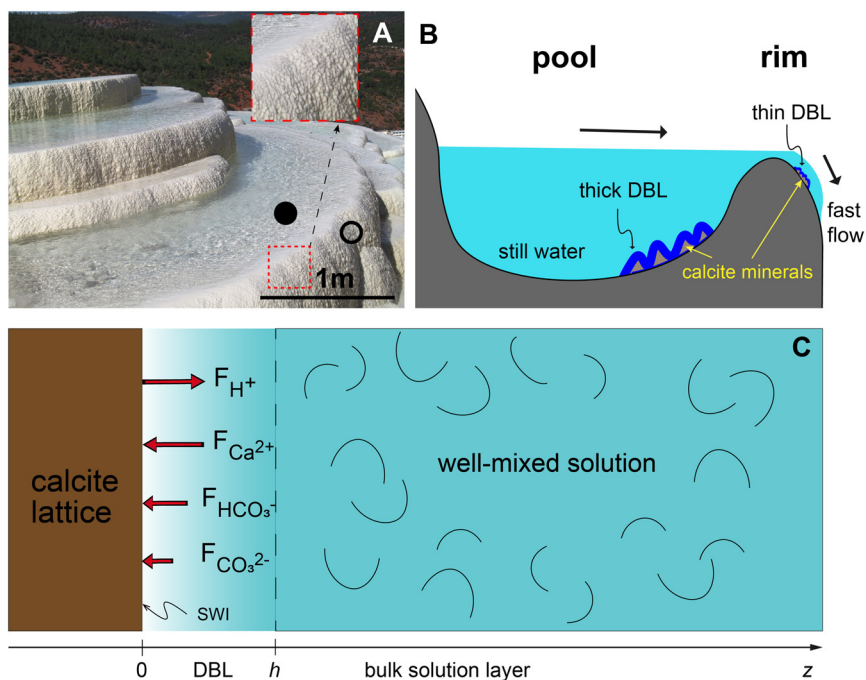 A
1m
B
pool
rim
thin DBL
thick DBL
fast
flow
still water
calcite minerals
C
F_H⁺
F_Ca²⁺
F_HCO₃⁻
F_CO₃²⁻
calcite
lattice
well-mixed solution
SWI
0
DBL
h
bulk solution layer
z